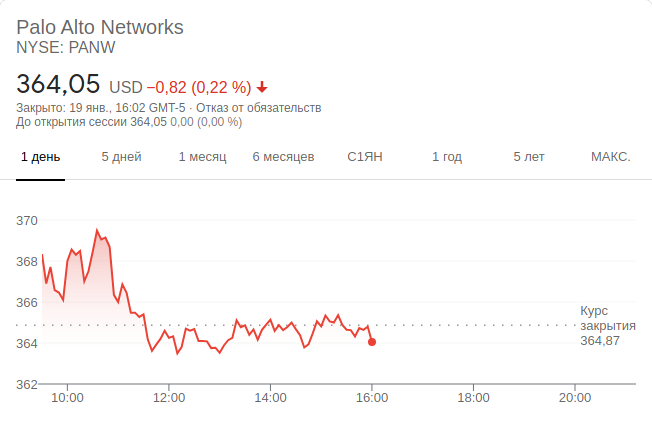 Palo Alto Networks
NYSE: PANW
364,05 USD −0,82 (0,22 %)
Закрыто: 19 янв., 16:02 GMT-5 · Отказ от обязательств
До открытия сессии 364,05 0,00 (0,00 %)
1 день 5 дней 1 месяц 6 месяцев С1ЯН 1 год 5 лет МАКС.
370
368
366
Курс
закрытия
364,87
364
362
10:00 12:00 14:00 16:00 18:00 20:00